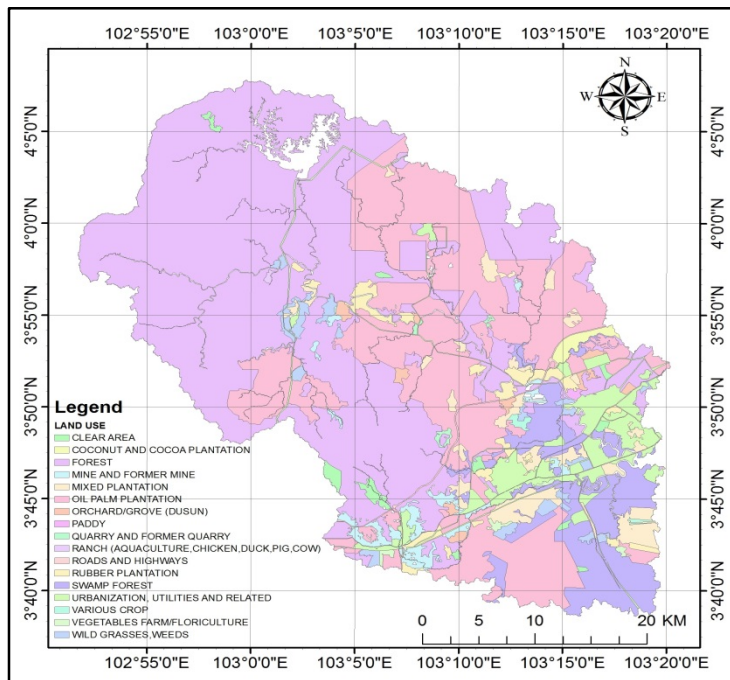 102°55'0"E 103°0'0"E 103°5'0"E 103°10'0"E 103°15'0"E 103°20'0"E
N
W E
S
4°5'0"N 4°5'0"N
4°0'0"N 4°0'0"N
3°55'0"N 3°55'0"N
3°50'0"N 3°50'0"N
3°45'0"N 3°45'0"N
3°40'0"N 3°40'0"N
Legend
LAND USE
CLEAR AREA
COCONUT AND COCOA PLANTATION
FOREST
MINE AND FORMER MINE
MIXED PLANTATION
OIL PALM PLANTATION
ORCHARD/GROVE (DUSUN)
PADDY
QUARRY AND FORMER QUARRY
RANCH (AQUACULTURE,CHICKEN,DUCK,PIG,COW)
ROADS AND HIGHWAYS
RUBBER PLANTATION
SWAMP FOREST
URBANIZATION, UTILITIES AND RELATED
VARIOUS CROP
VEGETABLES FARM/FLORICULTURE
WILD GRASSES,WEEDS
0 5 10 20 KM
102°55'0"E 103°0'0"E 103°5'0"E 103°10'0"E 103°15'0"E 103°20'0"E